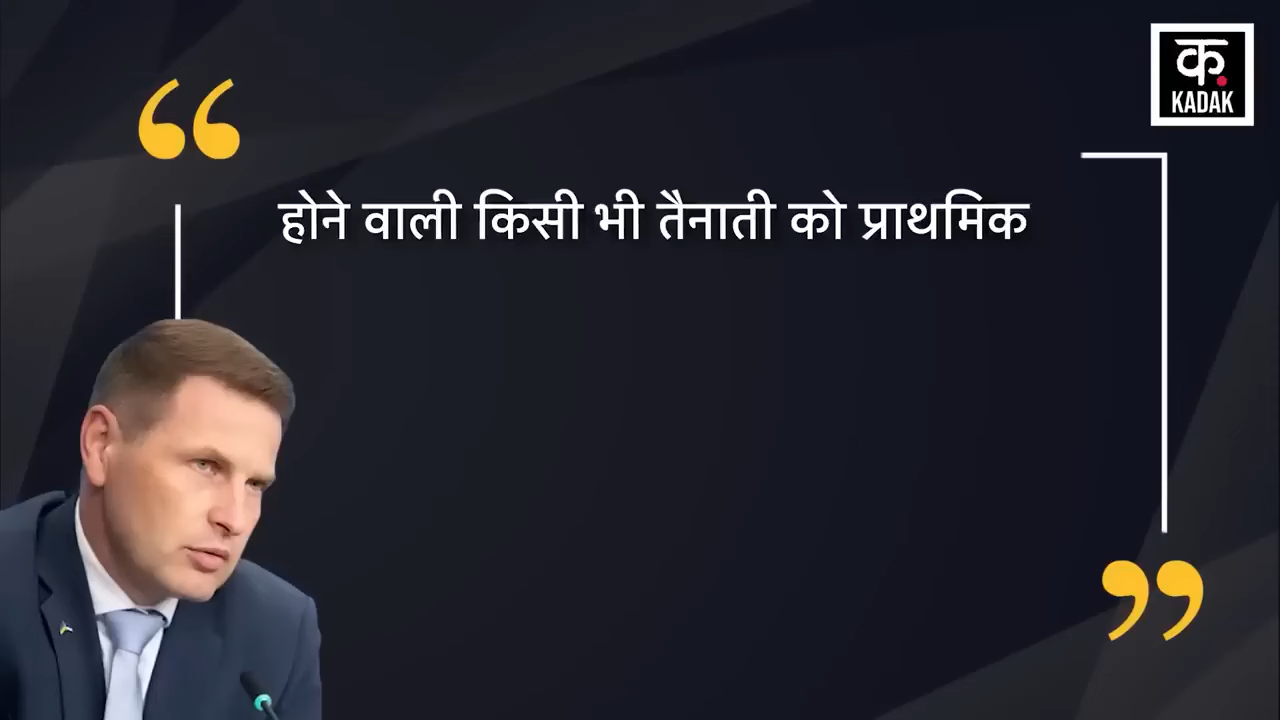 क.
KADAK
होने वाली किसी भी तैनाती को प्राथमिक